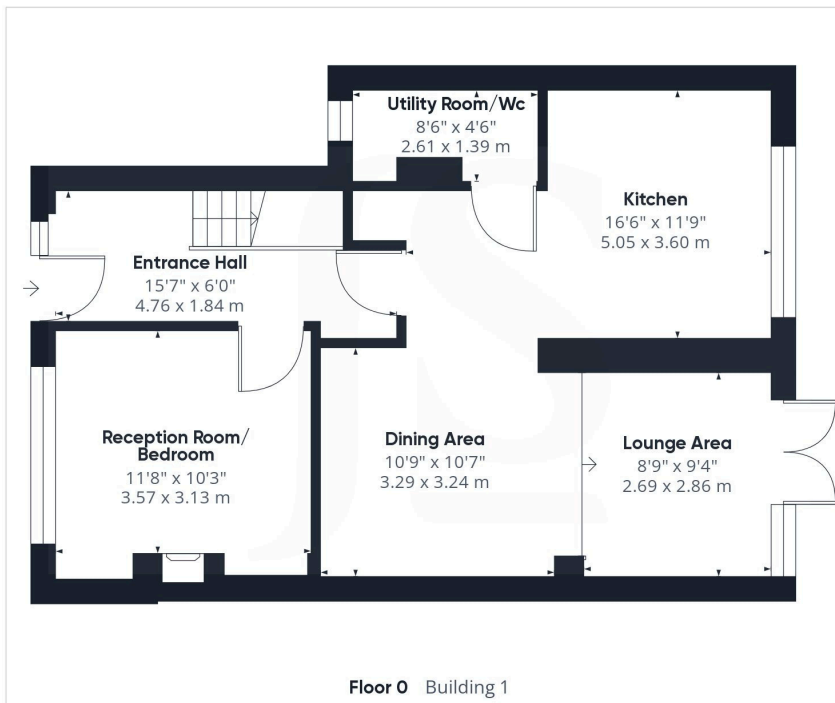 Utility Room/Wc
8'6" x 4'6"
2.61 x 1.39 m
Kitchen
16'6" x 11'9"
5.05 x 3.60 m
Entrance Hall
15'7" x 6'0"
4.76 x 1.84 m
Reception Room/
Bedroom
11'8" x 10'3"
3.57 x 3.13 m
Dining Area
10'9" x 10'7"
3.29 x 3.24 m
Lounge Area
8'9" x 9'4"
2.69 x 2.86 m
Floor 0 Building 1
JS